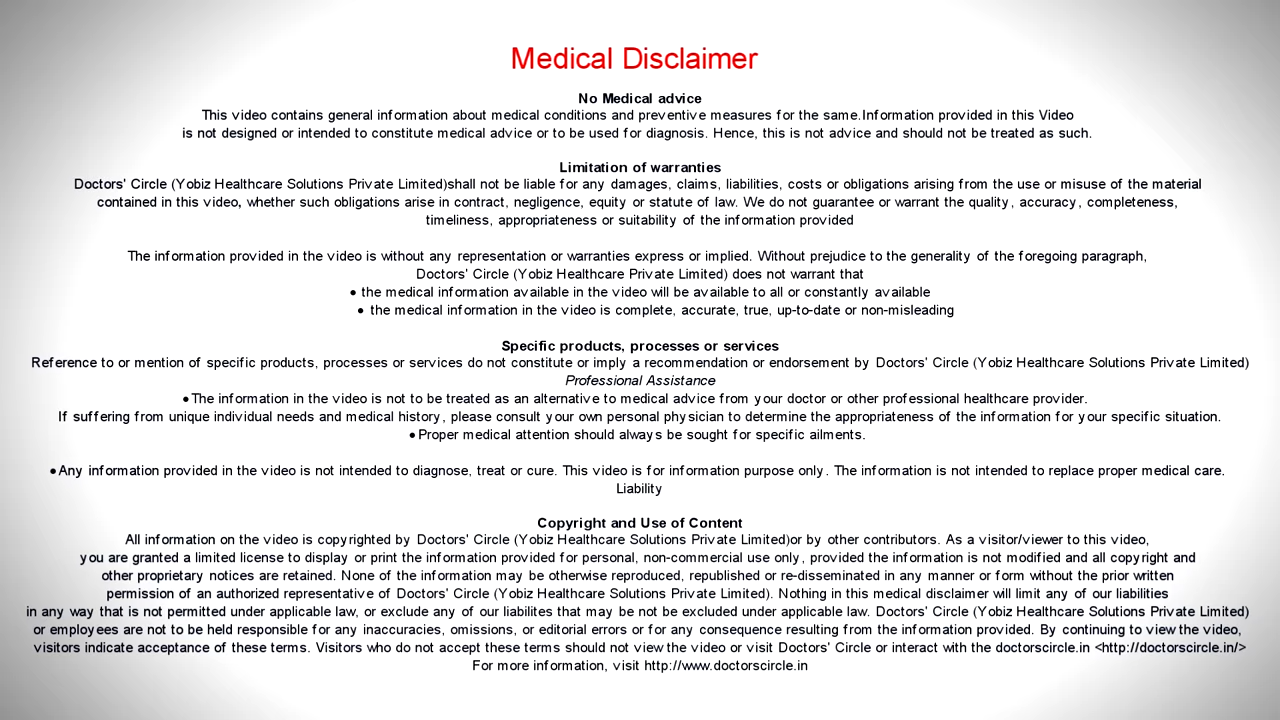 Medical Disclaimer
No Medical advice
This video contains general information about medical conditions and preventive measures for the same.Information provided in this Video
is not designed or intended to constitute medical advice or to be used for diagnosis. Hence, this is not advice and should not be treated as such.
Limitation of warranties
Doctors' Circle (Yobiz Healthcare Solutions Private Limited)shall not be liable for any damages, claims, liabilities, costs or obligations arising from the use or misuse of the material
contained in this video, whether such obligations arise in contract, negligence, equity or statute of law. We do not guarantee or warrant the quality, accuracy, completeness,
timeliness, appropriateness or suitability of the information provided
The information provided in the video is without any representation or warranties express or implied. Without prejudice to the generality of the foregoing paragraph,
Doctors' Circle (Yobiz Healthcare Private Limited) does not warrant that
• the medical information available in the video will be available to all or constantly available
• the medical information in the video is complete, accurate, true, up-to-date or non-misleading
Specific products, processes or services
Reference to or mention of specific products, processes or services do not constitute or imply a recommendation or endorsement by Doctors' Circle (Yobiz Healthcare Solutions Private Limited)
Professional Assistance
•The information in the video is not to be treated as an alternative to medical advice from your doctor or other professional healthcare provider.
If suffering from unique individual needs and medical history, please consult your own personal physician to determine the appropriateness of the information for your specific situation.
•Proper medical attention should always be sought for specific ailments.
•Any information provided in the video is not intended to diagnose, treat or cure. This video is for information purpose only. The information is not intended to replace proper medical care.
Liability
Copyright and Use of Content
All information on the video is copyrighted by Doctors' Circle (Yobiz Healthcare Solutions Private Limited)or by other contributors. As a visitor/viewer to this video,
you are granted a limited license to display or print the information provided for personal, non-commercial use only, provided the information is not modified and all copyright and
other proprietary notices are retained. None of the information may be otherwise reproduced, republished or re-disseminated in any manner or form without the prior written
permission of an authorized representative of Doctors' Circle (Yobiz Healthcare Solutions Private Limited). Nothing in this medical disclaimer will limit any of our liabilities
in any way that is not permitted under applicable law, or exclude any of our liabilites that may be not be excluded under applicable law. Doctors' Circle (Yobiz Healthcare Solutions Private Limited)
or employees are not to be held responsible for any inaccuracies, omissions, or editorial errors or for any consequence resulting from the information provided. By continuing to view the video,
visitors indicate acceptance of these terms. Visitors who do not accept these terms should not view the video or visit Doctors' Circle or interact with the doctorscircle.in <http://doctorscircle.in/>
For more information, visit http://www.doctorscircle.in